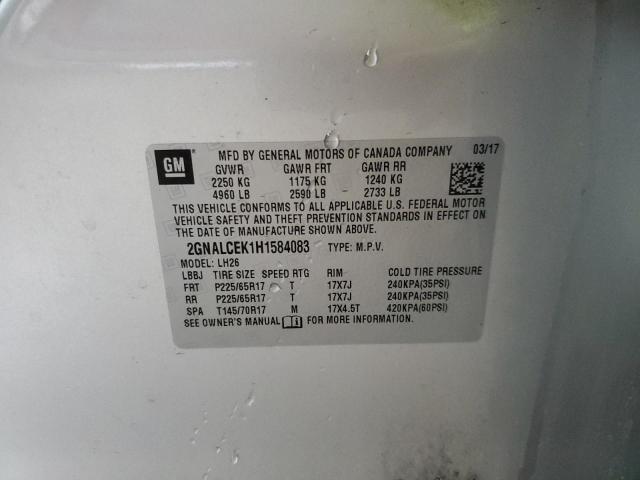 GM
MFD BY GENERAL MOTORS OF CANADA COMPANY 03/17
GVWR GAWR FRT GAWR RR
2250 KG 1175 KG 1240 KG
4960 LB 2590 LB 2733 LB
THIS VEHICLE CONFORMS TO ALL APPLICABLE U.S. FEDERAL MOTOR
VEHICLE SAFETY AND THEFT PREVENTION STANDARDS IN EFFECT ON
THE DATE OF MANUFACTURE SHOWN ABOVE.
2GNALCEK1H1584083 TYPE: M.P.V.
MODEL: LH26
LBBJ TIRE SIZE SPEED RTG RIM COLD TIRE PRESSURE
FRT P225/65R17 T 17X7J 240KPA(35PSI)
RR P225/65R17 T 17X7J 240KPA(35PSI)
SPA T145/70R17 M 17X4.5T 420KPA(60PSI)
SEE OWNER'S MANUAL FOR MORE INFORMATION.